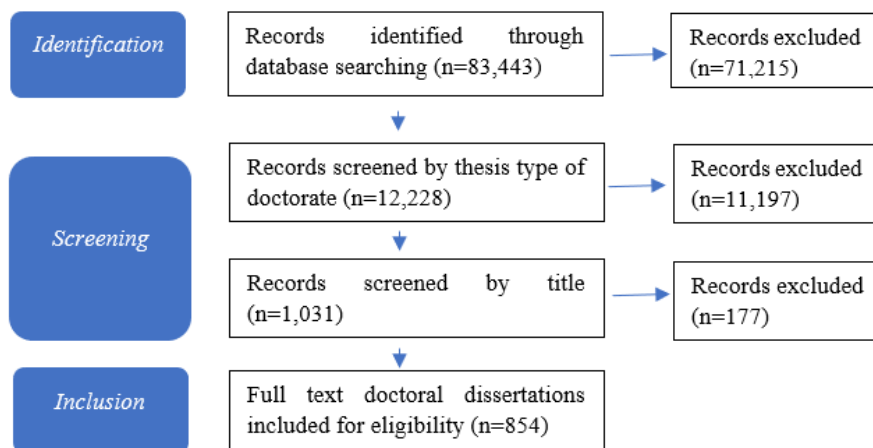 Identification
Records identified through
database searching (n=83,443)
Records excluded
(n=71,215)
Screening
Records screened by thesis type of
doctorate (n=12,228)
Records excluded
(n=11,197)
Records screened by title
(n=1,031)
Records excluded
(n=177)
Inclusion
Full text doctoral dissertations
included for eligibility (n=854)